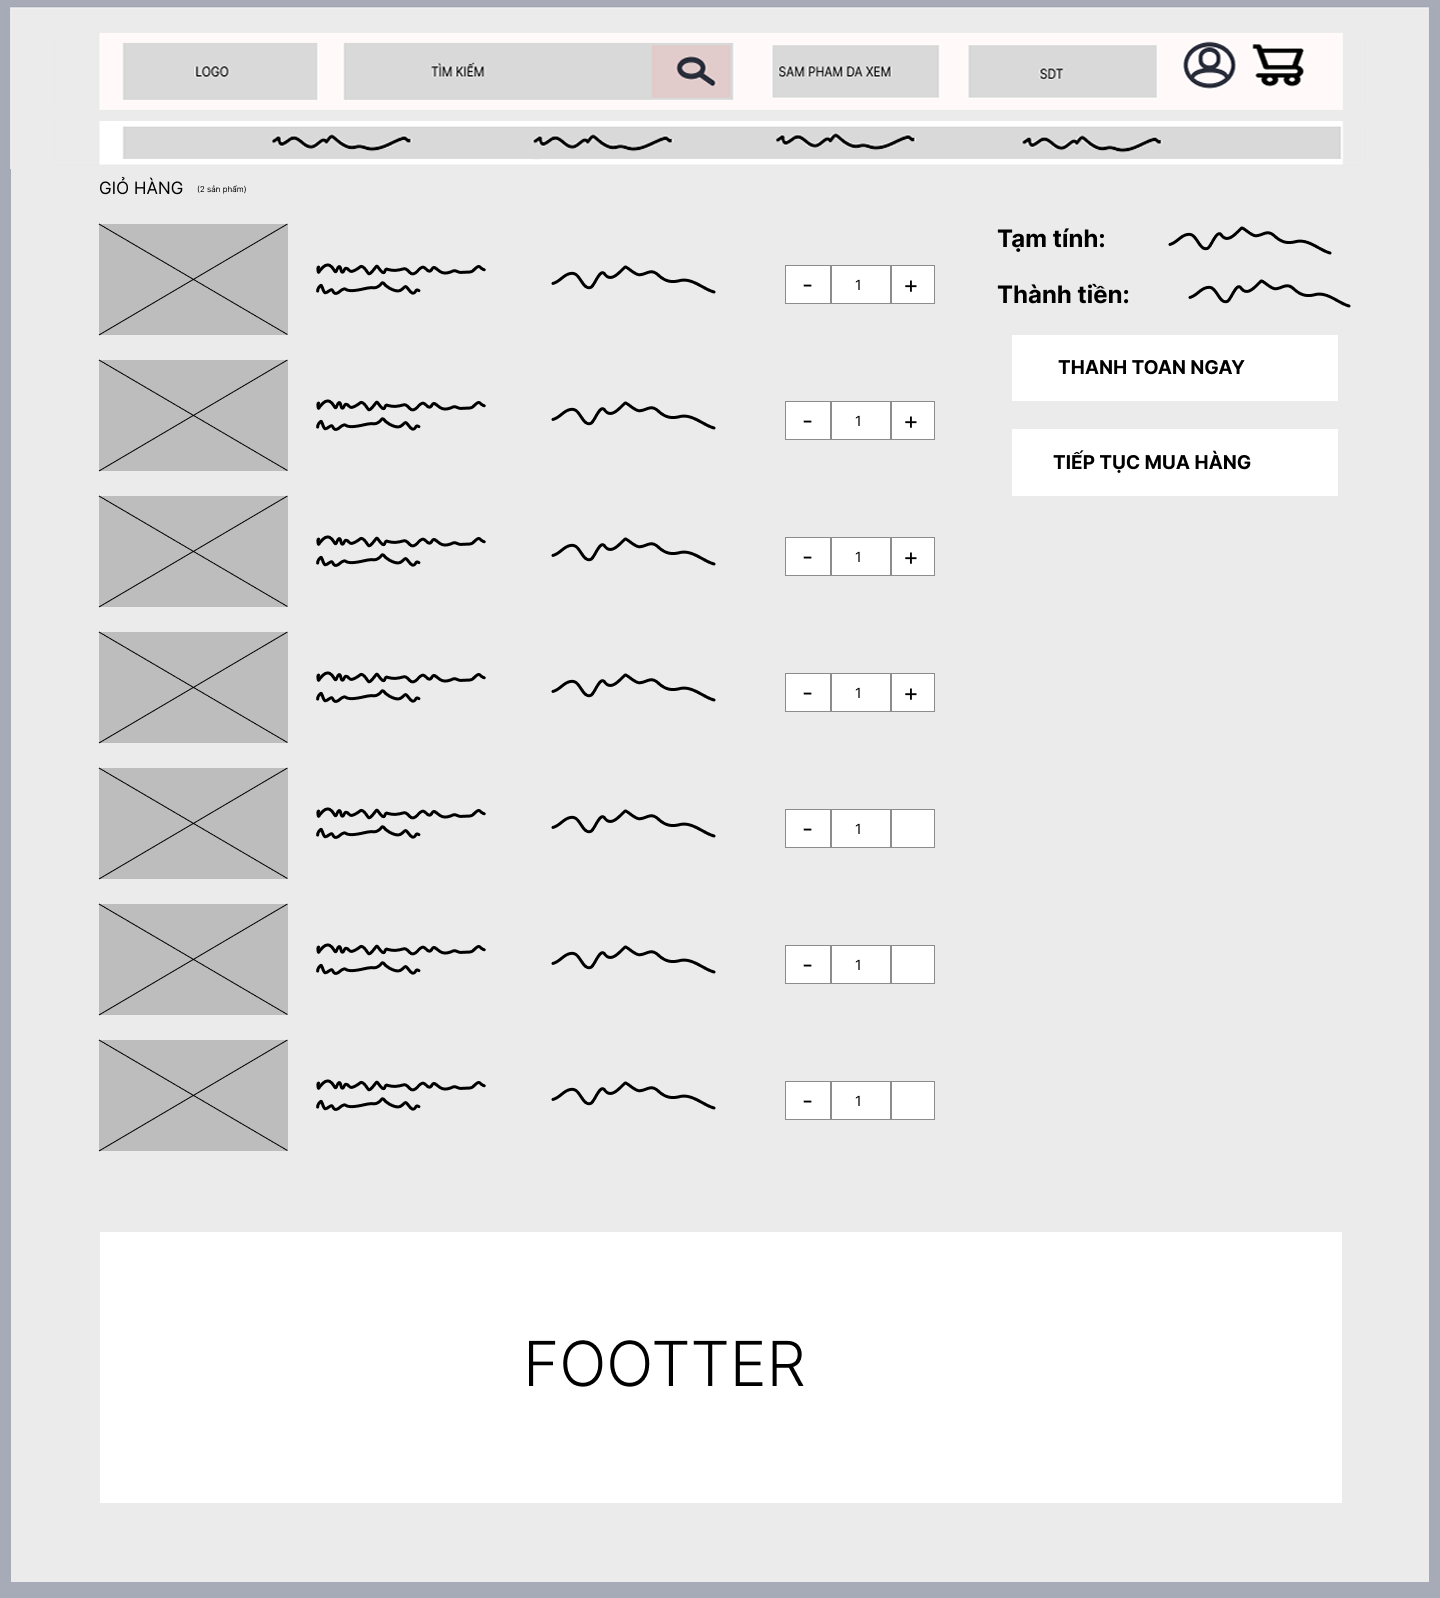 LOGO TÌM KIẾM SAM PHAM DA XEM SDT
GIỎ HÀNG (2 sản phẩm)
Tạm tính:
- 1 +
Thành tiền:
THANH TOAN NGAY
- 1 +
TIẾP TỤC MUA HÀNG
- 1 +
- 1 +
- 1
- 1
- 1
FOOTTER